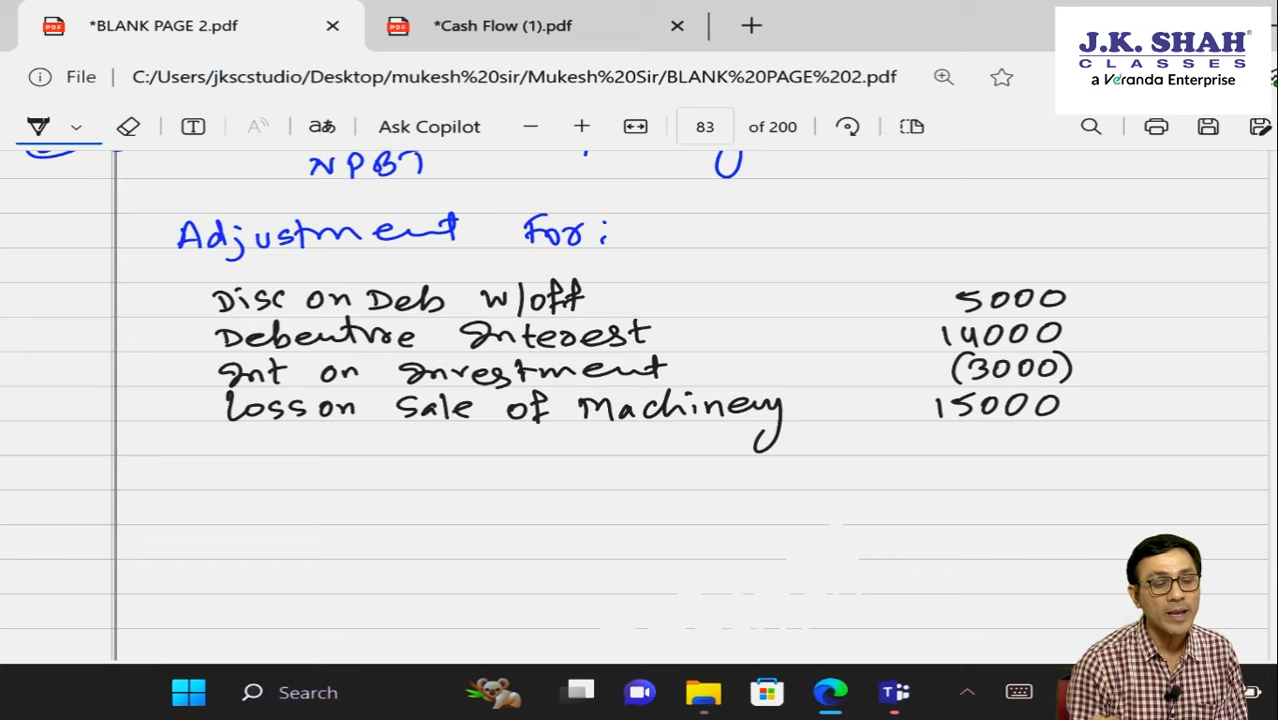 *BLANK PAGE 2.pdf
*Cash Flow (1).pdf
J.K. SHAH®
CLASSES
a Veranda Enterprise
File
C:/Users/jkscstudio/Desktop/mukesh%20sir/Mukesh%20Sir/BLANK%20PAGE%202.pdf
aあ
Ask Copilot
83 of 200
NPBT
Adjustment For:
Disc on Deb w/off 5000
Debenture Interest 14000
Int on Investment (3000)
Loss on Sale of Machinery 15000
Search